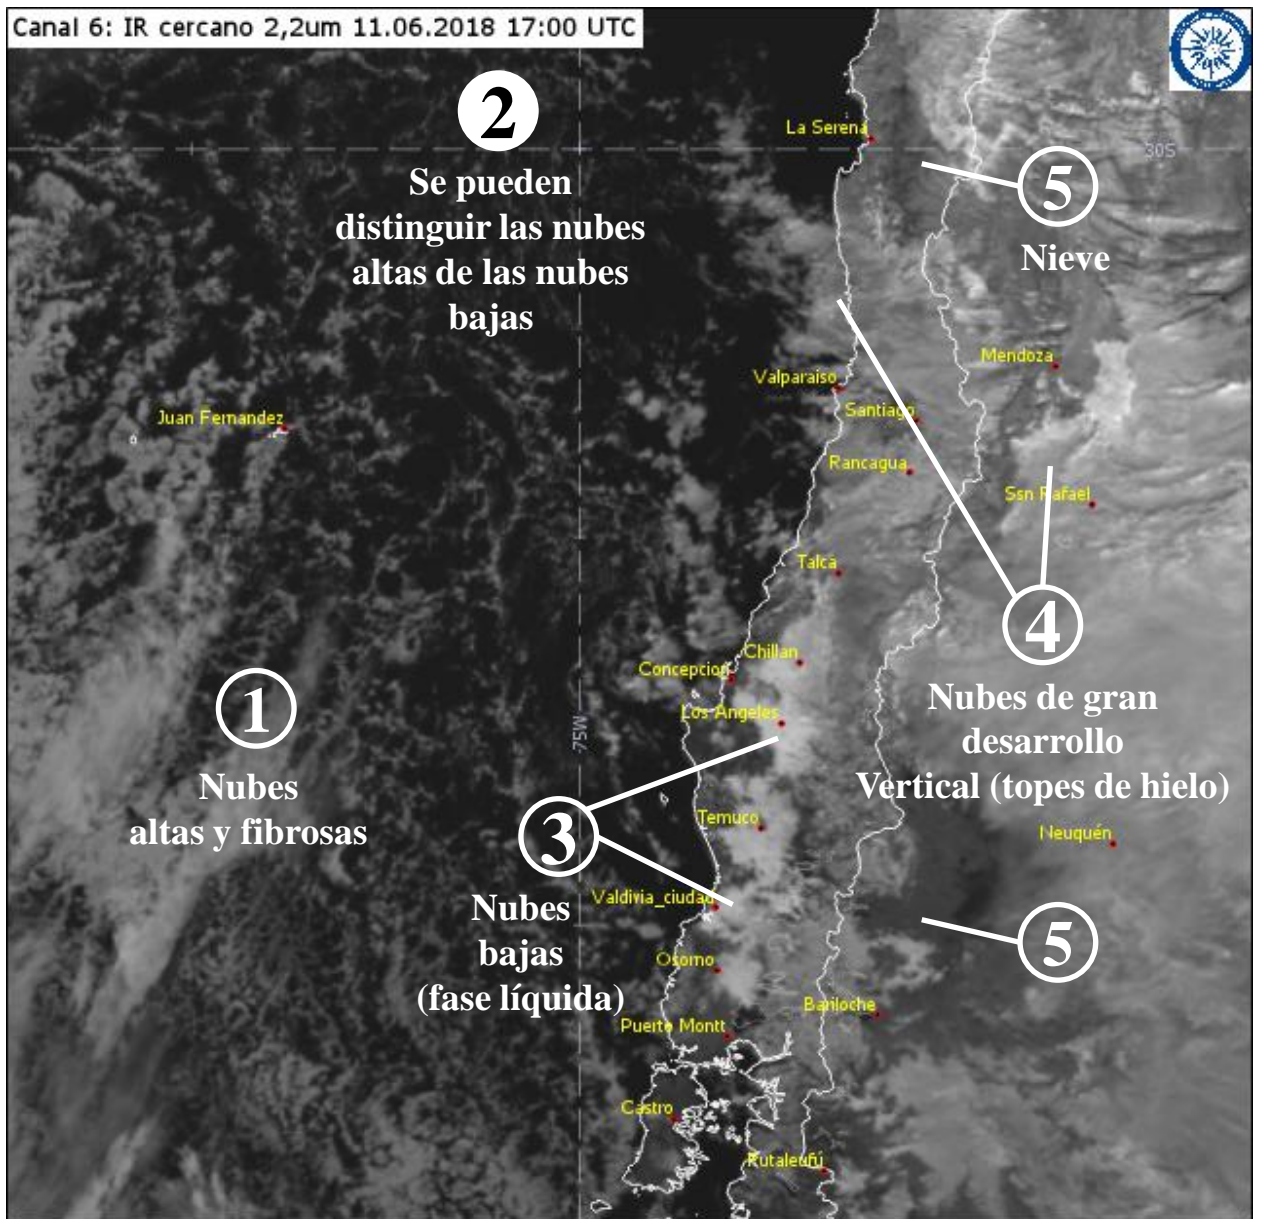 Canal 6: IR cercano 2,2um 11.06.2018 17:00 UTC
2
Se pueden
distinguir las nubes
altas de las nubes
bajas
La Serena
30S
5
Nieve
Mendoza
Valparaiso
Santiago
Juan Fernandez
Rancagua
Ssn Rafael
Talca
4
Nubes de gran
desarrollo
Vertical (topes de hielo)
Chillan
Concepcion
Los Angeles
75W
1
Nubes
altas y fibrosas
3
Nubes
bajas
(fase líquida)
Temuco
Neuquén
Valdivia_ciudad
5
Osorno
Bariloche
Puerto Montt
Castro
Futaleufú